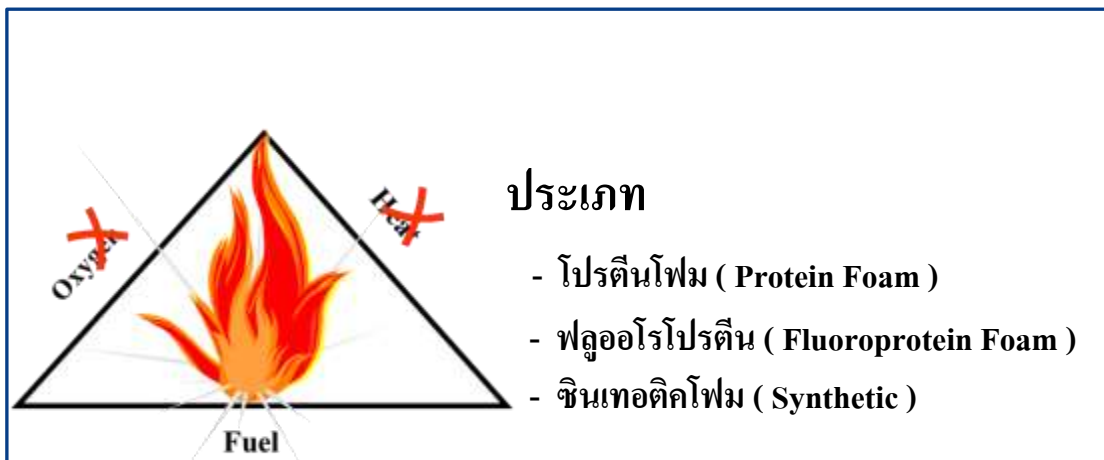 ประเภท
Oxygen
Heat
- โปรตีนโฟม ( Protein Foam )
- ฟลูออโรโปรตีน ( Fluoroprotein Foam )
- ซินเทอติคโฟม ( Synthetic )
Fuel